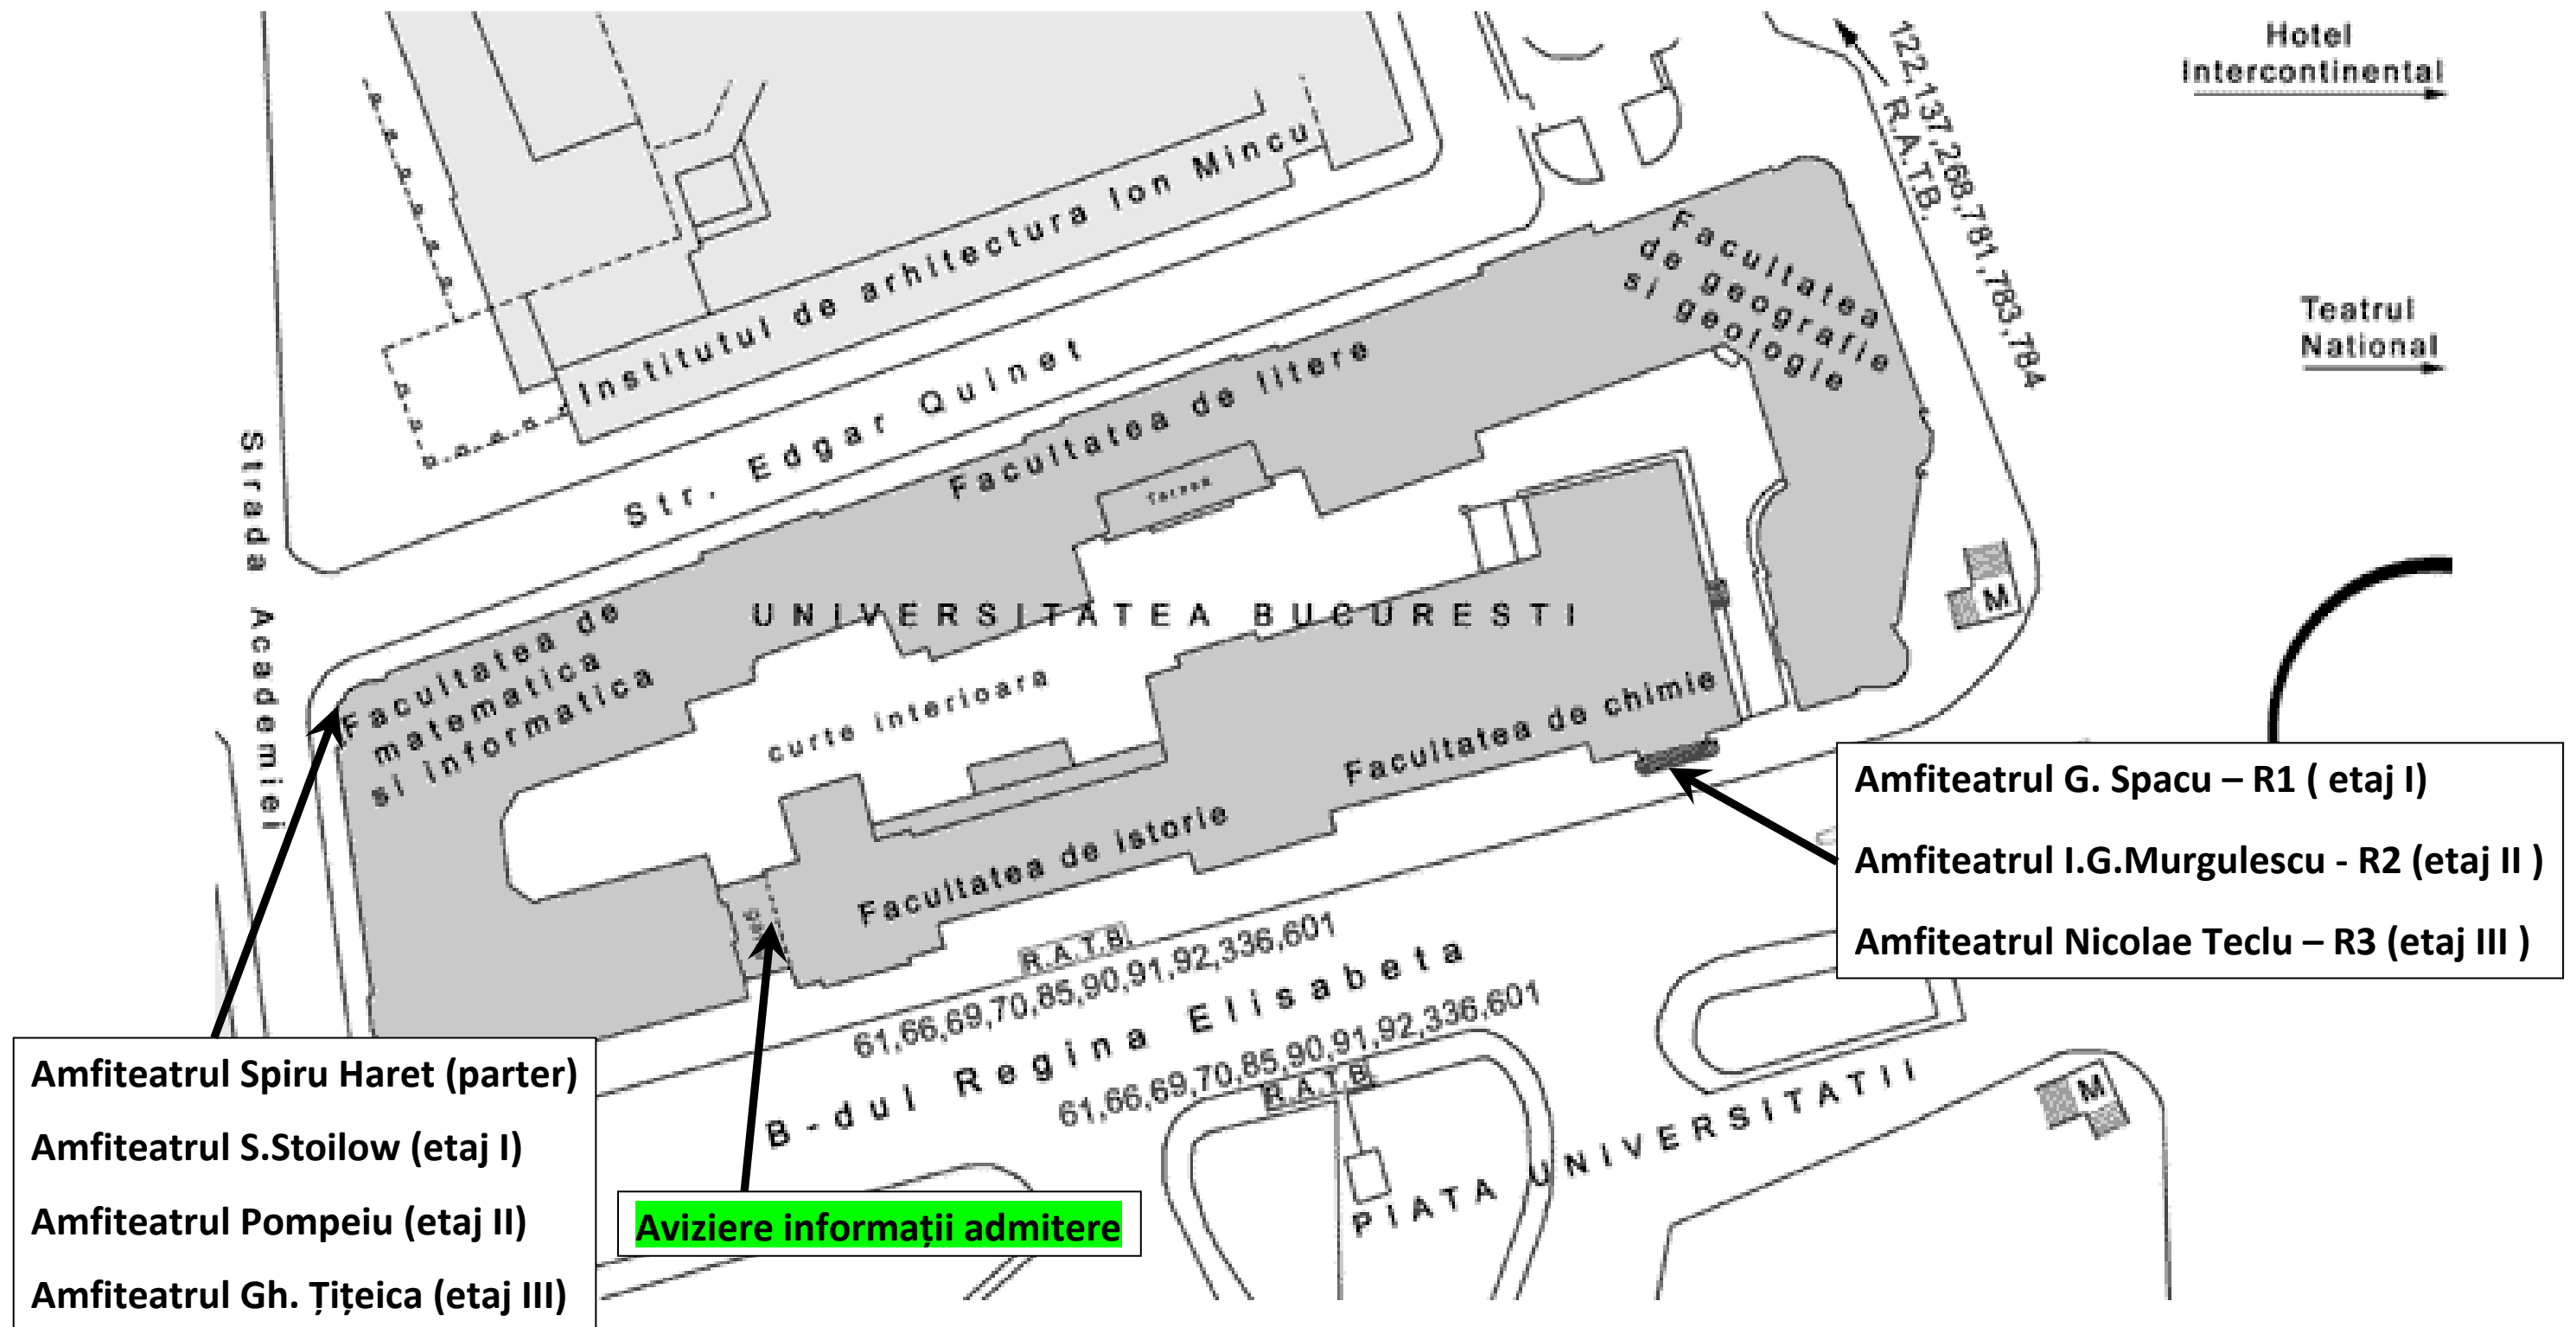 Hotel
Intercontinental
122,137,268,781,783,784
R.A.T.B.
Teatrul
National
Institutul de arhitectura Ion Mincu
Str. Edgar Quinet
Strada Academiei
Facultatea
de geografie
si geologie
Facultatea de litere
UNIVERSITATEA BUCURESTI
M
Facultatea de
matematica
si informatica
curte interioara
Facultatea de chimie
Facultatea de istorie
Amfiteatrul G. Spacu – R1 ( etaj I)
Amfiteatrul I.G.Murgulescu - R2 (etaj II )
Amfiteatrul Nicolae Teclu – R3 (etaj III )
R.A.T.B.
61,66,69,70,85,90,91,92,336,601
B-dul Regina Elisabeta
61,66,69,70,85,90,91,92,336,601
R.A.T.B.
PIATA UNIVERSITATII
M
Amfiteatrul Spiru Haret (parter)
Amfiteatrul S.Stoilow (etaj I)
Amfiteatrul Pompeiu (etaj II)
Amfiteatrul Gh. Țițeica (etaj III)
Aviziere informații admitere